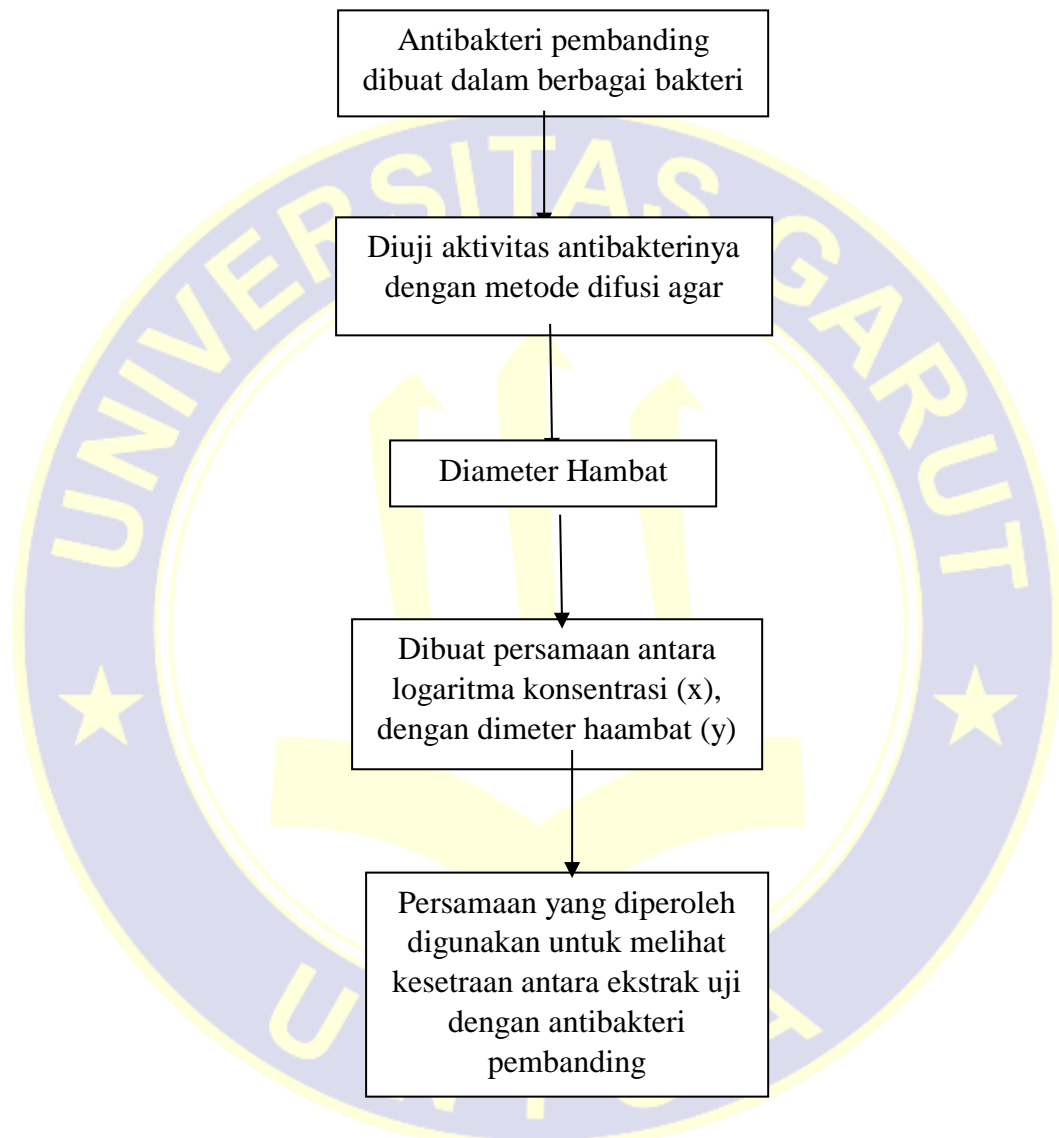 UNIVERSITAS GARUT
Antibakteri pembanding
dibuat dalam berbagai bakteri
Diuji aktivitas antibakterinya
dengan metode difusi agar
Diameter Hambat
Dibuat persamaan antara
logaritma konsentrasi (x),
dengan dimeter haambat (y)
Persamaan yang diperoleh
digunakan untuk melihat
kesetraan antara ekstrak uji
dengan antibakteri
pembanding